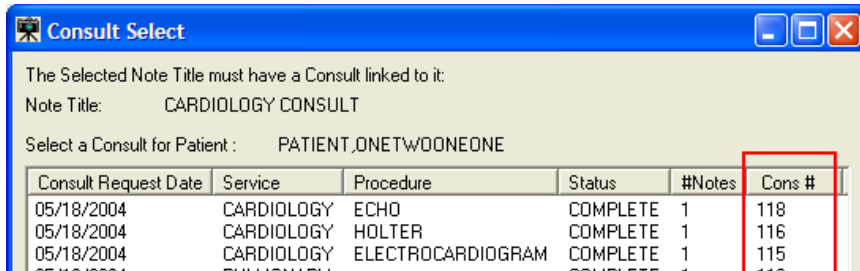 Consult Select
The Selected Note Title must have a Consult linked to it:
Note Title: CARDIOLOGY CONSULT
Select a Consult for Patient : PATIENT,ONETWOONEONE
Consult Request Date Service Procedure Status #Notes Cons #
05/18/2004 CARDIOLOGY ECHO COMPLETE 1 118
05/18/2004 CARDIOLOGY HOLTER COMPLETE 1 116
05/18/2004 CARDIOLOGY ELECTROCARDIOGRAM COMPLETE 1 115